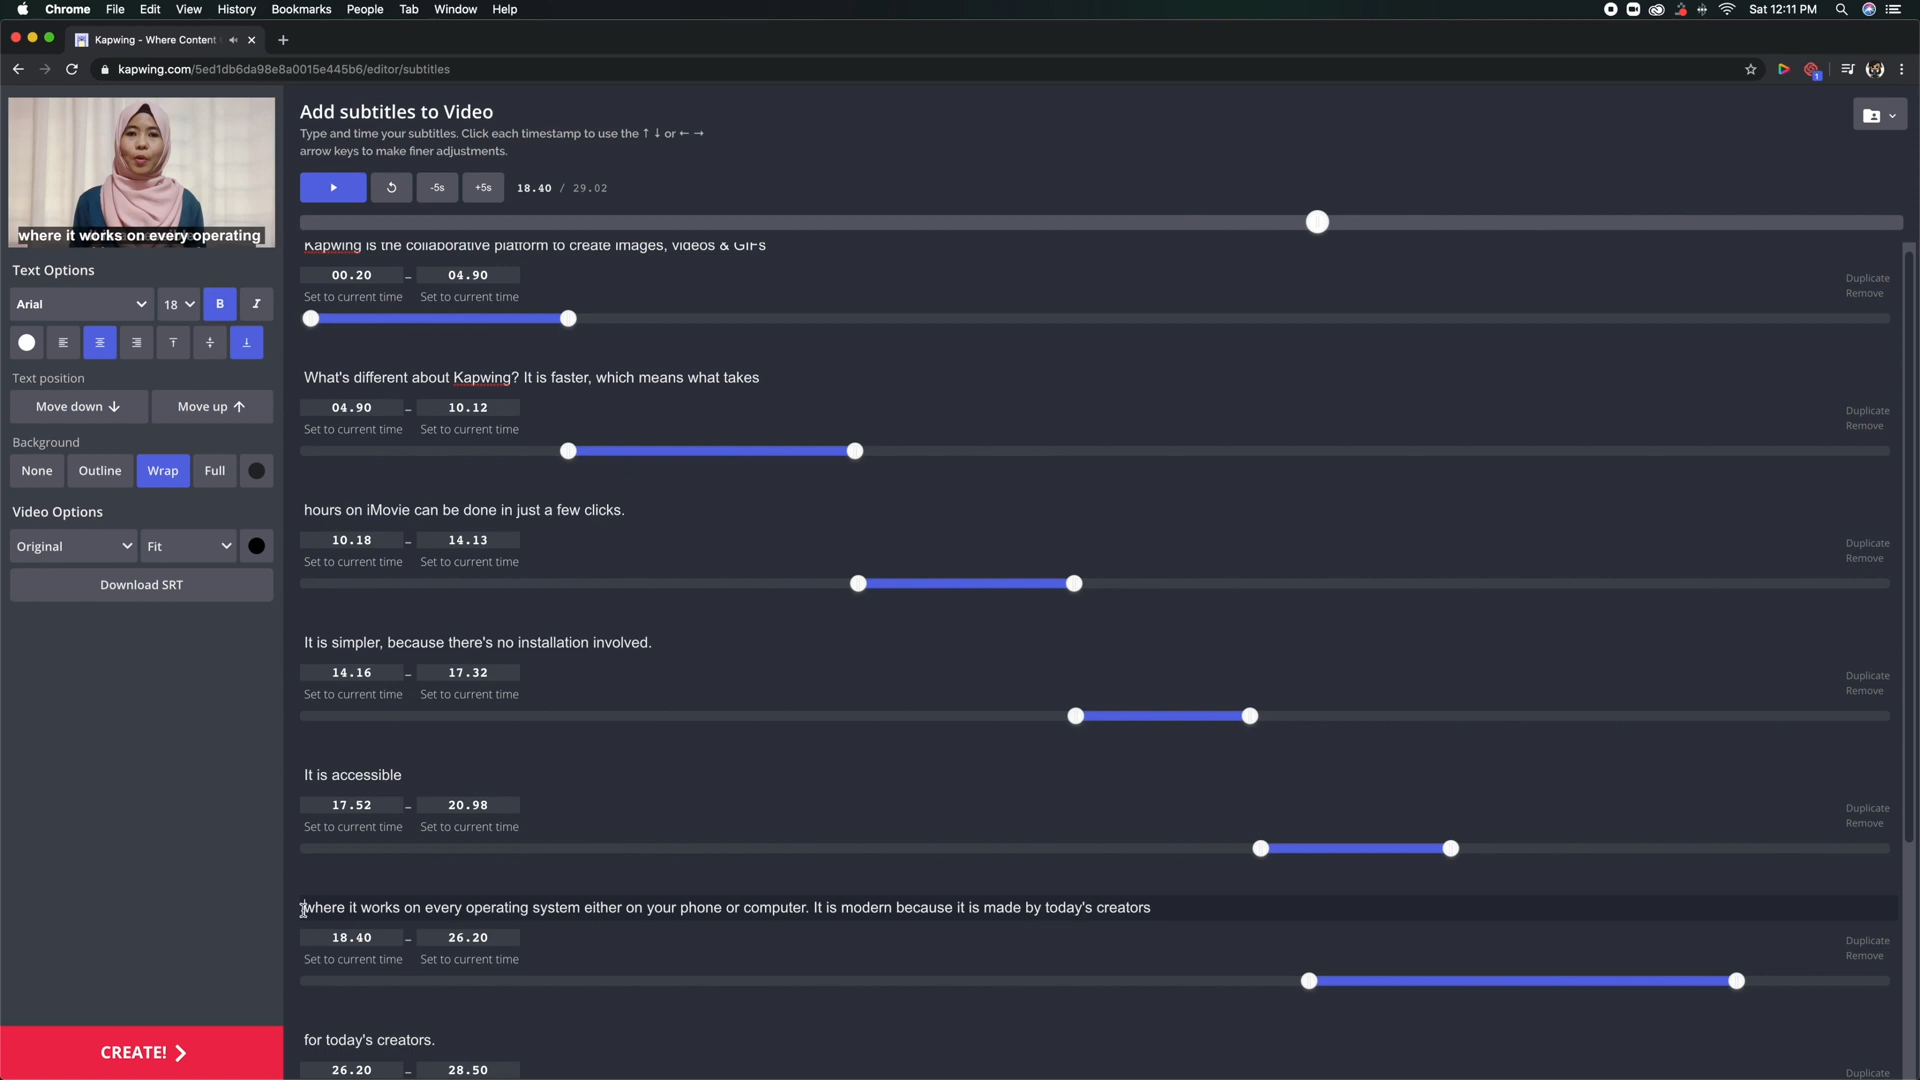 Chrome File Edit View History Bookmarks People Tab Window Help
Sat 12:11 PM
Kapwing - Where Content
kapwing.com/5ed1db6da98e8a0015e445b6/editor/subtitles
1
where it works on every operating
Text Options
Arial
18
B
I
Text position
Move down ↓
Move up ↑
Background
None
Outline
Wrap
Full
Video Options
Original
Fit
Download SRT
CREATE!
Add subtitles to Video
Type and time your subtitles. Click each timestamp to use the ↑ ↓ or ← →
arrow keys to make finer adjustments.
-5s
+5s
18.40 / 29.02
Kapwing is the collaborative platform to create images, videos & GIFs
00.20 – 04.90
Set to current time Set to current time
Duplicate
Remove
What's different about Kapwing? It is faster, which means what takes
04.90 – 10.12
Set to current time Set to current time
Duplicate
Remove
hours on iMovie can be done in just a few clicks.
10.18 – 14.13
Set to current time Set to current time
Duplicate
Remove
It is simpler, because there's no installation involved.
14.16 – 17.32
Set to current time Set to current time
Duplicate
Remove
It is accessible
17.52 – 20.98
Set to current time Set to current time
Duplicate
Remove
where it works on every operating system either on your phone or computer. It is modern because it is made by today's creators
18.40 – 26.20
Set to current time Set to current time
Duplicate
Remove
for today's creators.
26.20 – 28.50
Duplicate